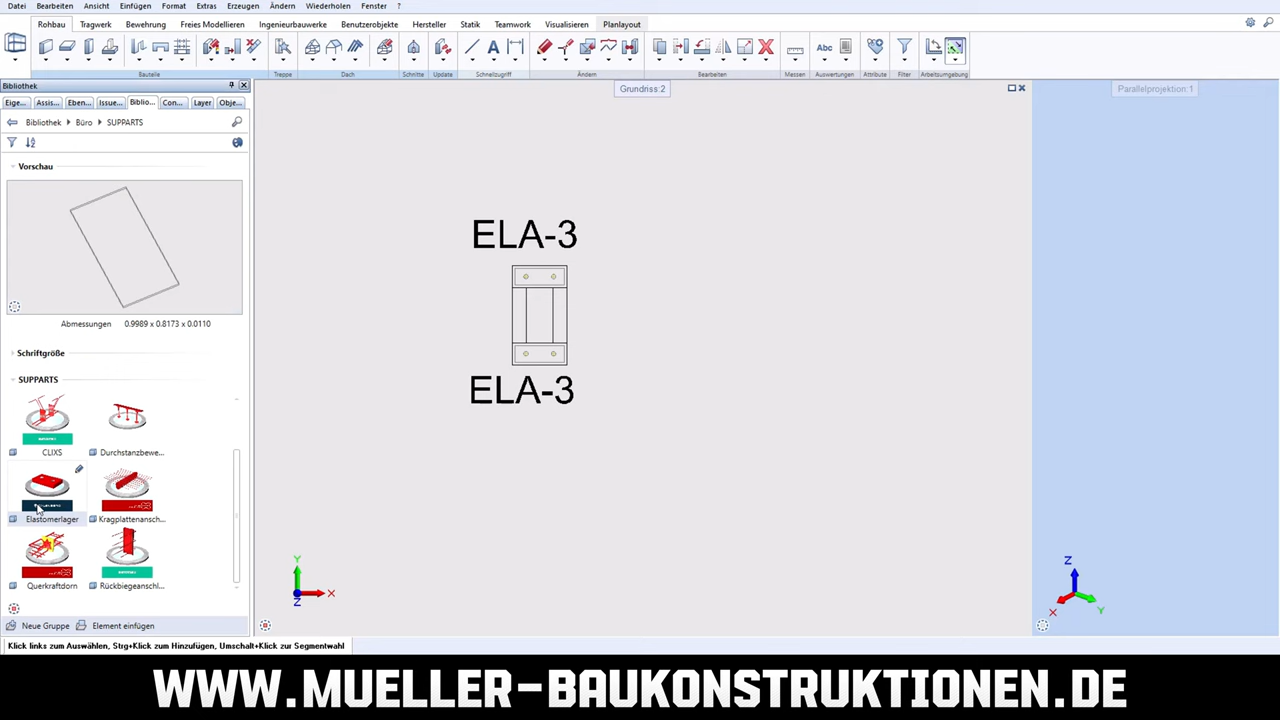 Datei Bearbeiten Ansicht Einfügen Format Extras Erzeugen Ändern Wiederholen Fenster ?
Rohbau Tragwerk Bewehrung Freies Modellieren Ingenieurbauwerke Benutzerobjekte Hersteller Statik Teamwork Visualisieren Planlayout
Abc
Bauteile Treppe Dach Schnitte Update Schnellzugriff Ändern Bearbeiten Messen Auswertungen Attribute Filter Arbeitsumgebung
Bibliothek
Eige... Assis... Eben... Issue... Biblio... Con... Layer Obje...
Bibliothek Büro SUPPARTS
Vorschau
Abmessungen 0.9989 x 0.8173 x 0.0110
Schriftgröße
SUPPARTS
CLIXS Durchstanzbewe...
Elastomerlager Kragplattenansch...
Querkraftdorn Rückbiegeanschl...
Neue Gruppe Element einfügen
Klick links zum Auswählen, Strg+Klick zum Hinzufügen, Umschalt+Klick zur Segmentwahl
Grundriss:2
ELA-3
ELA-3
Y
X
Z
Parallelprojektion:1
Z
X
Y
WWW.MUELLER-BAUKONSTRUKTIONEN.DE